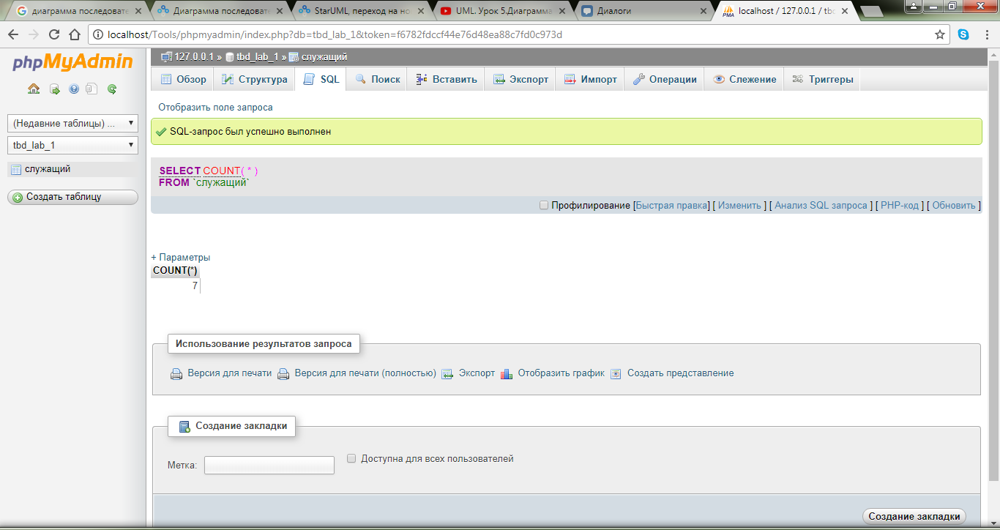 диаграмма последовате
Диаграмма последоват
StarUML, переход на но
UML. Урок 5.Диаграмма
Диалоги
localhost / 127.0.0.1 / tbd
localhost/Tools/phpmyadmin/index.php?db=tbd_lab_1&token=f6782fdccf44e76d48ea88c7fd0c973d
phpMyAdmin
(Недавние таблицы) ...
tbd_lab_1
служащий
Создать таблицу
127.0.0.1 » tbd_lab_1 » служащий
Обзор Структура SQL Поиск Вставить Экспорт Импорт Операции Слежение Триггеры
Отобразить поле запроса
SQL-запрос был успешно выполнен
SELECT COUNT( * )
FROM `служащий`
Профилирование [Быстрая правка] [ Изменить ] [ Анализ SQL запроса ] [ PHP-код ] [ Обновить ]
+ Параметры
COUNT(*)
7
Использование результатов запроса
Версия для печати Версия для печати (полностью) Экспорт Отобразить график Создать представление
Создание закладки
Метка: Доступна для всех пользователей
Создание закладки